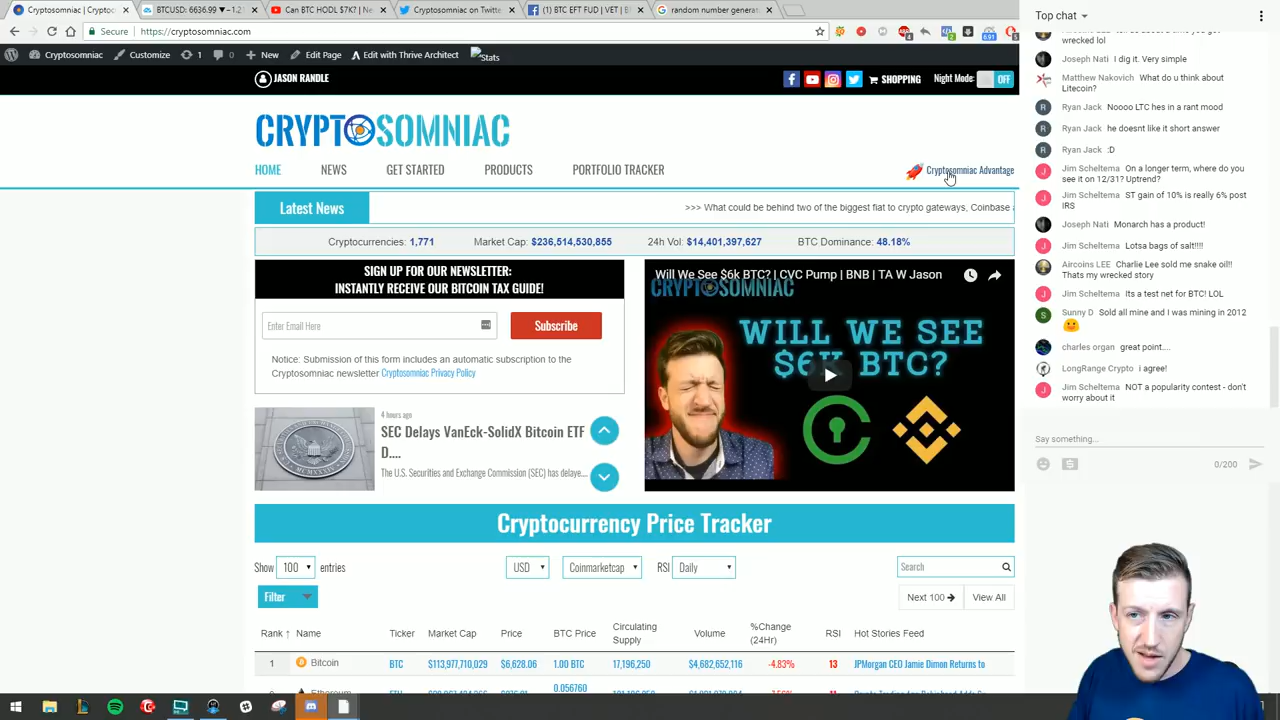 Cryptosomniac | Cryptoc
BTCUSD: 6636.99 ▼−1.2
Can BTC HODL $7K? | Ne
Cryptosomniac on Twitte
(1) BTC EFT FUD | VET | B
random number generat
Secure | https://cryptosomniac.com
Cryptosomniac
Customize
1
0
New
Edit Page
Edit with Thrive Architect
Stats
JASON RANDLE
SHOPPING
Night Mode:
OFF
CRYPTOSOMNIAC
HOME
NEWS
GET STARTED
PRODUCTS
PORTFOLIO TRACKER
Cryptosomniac Advantage
Latest News
>>> What could be behind two of the biggest fiat to crypto gateways, Coinbase
Cryptocurrencies: 1,771
Market Cap: $236,514,530,855
24h Vol: $14,401,397,627
BTC Dominance: 48.18%
SIGN UP FOR OUR NEWSLETTER:
INSTANTLY RECEIVE OUR BITCOIN TAX GUIDE!
Enter Email Here
Subscribe
Notice: Submission of this form includes an automatic subscription to the
Cryptosomniac newsletter Cryptosomniac Privacy Policy
4 hours ago
SEC Delays VanEck-SolidX Bitcoin ETF
D....
The U.S. Securities and Exchange Commission (SEC) has delaye...
Will We See $6k BTC? | CVC Pump | BNB | TA W Jason
CRYPTOSOMNIAC
WILL WE SEE
$6K BTC?
Cryptocurrency Price Tracker
Show 100 entries
USD
Coinmarketcap
RSI Daily
Search
Filter
Next 100
View All
Rank Name
Ticker
Market Cap
Price
BTC Price
Circulating
Supply
Volume
%Change
(24Hr)
RSI
Hot Stories Feed
1
Bitcoin
BTC
$113,977,710,029
$6,628.06
1.00 BTC
17,196,250
$4,682,652,116
-4.83%
13
JPMorgan CEO Jamie Dimon Returns to
0.056760
Top chat
wrecked lol
Joseph Nati I dig it. Very simple
Matthew Nakovich What do u think about
Litecoin?
Ryan Jack Noooo LTC hes in a rant mood
Ryan Jack he doesnt like it short answer
Ryan Jack :D
Jim Scheltema On a longer term, where do you
see it on 12/31? Uptrend?
Jim Scheltema ST gain of 10% is really 6% post
IRS
Joseph Nati Monarch has a product!
Jim Scheltema Lotsa bags of salt!!!!
Aircoins LEE Charlie Lee sold me snake oil!!
Thats my wrecked story
Jim Scheltema Its a test net for BTC! LOL
Sunny D Sold all mine and I was mining in 2012
charles organ great point....
LongRange Crypto i agree!
Jim Scheltema NOT a popularity contest - don't
worry about it
Say something...
0/200